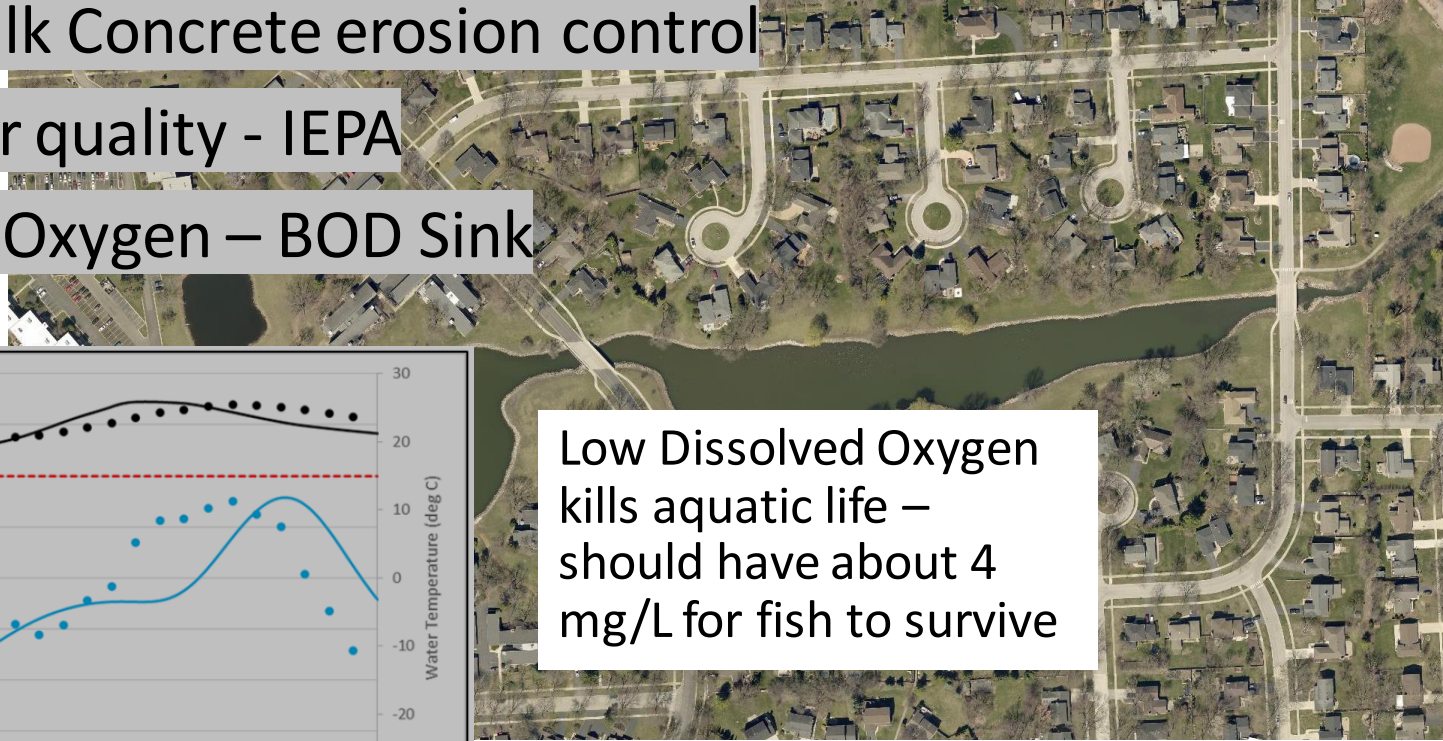 lk Concrete erosion control
r quality - IEPA
Oxygen – BOD Sink
30
20
10
0
-10
-20
Water Temperature (deg C)
Low Dissolved Oxygen
kills aquatic life –
should have about 4
mg/L for fish to survive